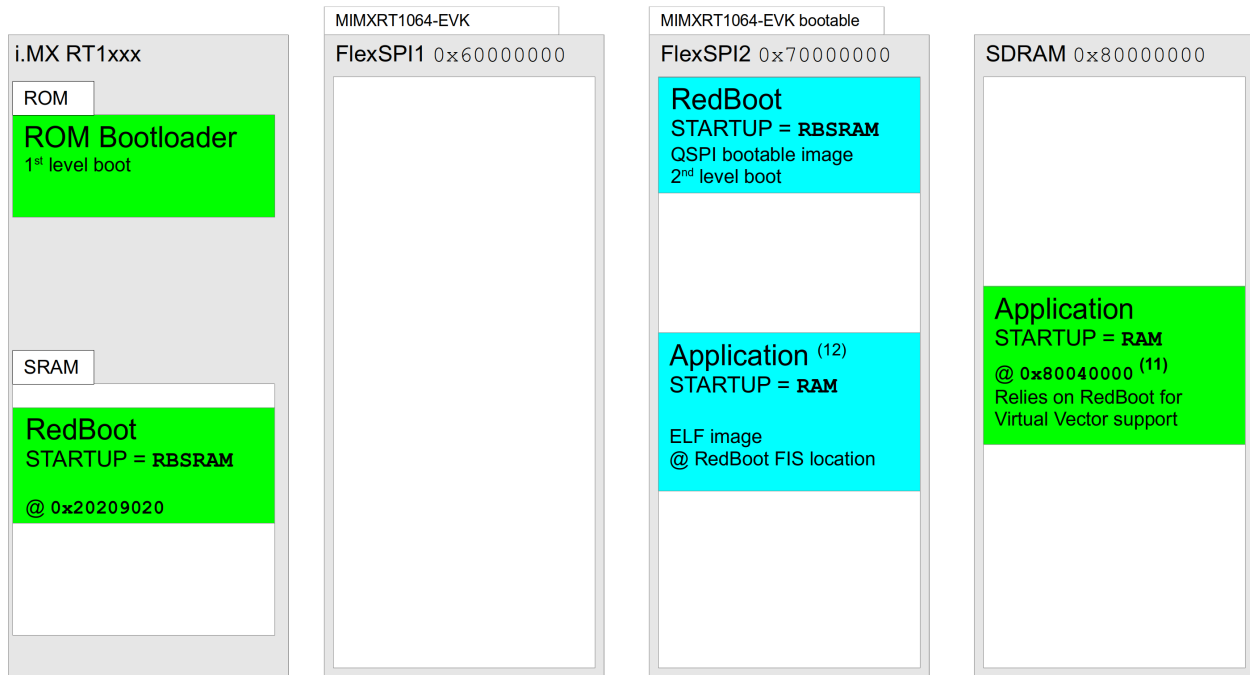 i.MX RT1xxx
ROM
ROM Bootloader
1st level boot
SRAM
RedBoot
STARTUP = RBSRAM
@ 0x20209020
MIMXRT1064-EVK
FlexSPI1 0x60000000
MIMXRT1064-EVK bootable
FlexSPI2 0x70000000
RedBoot
STARTUP = RBSRAM
QSPI bootable image
2nd level boot
Application (12)
STARTUP = RAM
ELF image
@ RedBoot FIS location
SDRAM 0x80000000
Application
STARTUP = RAM
@ 0x80040000 (11)
Relies on RedBoot for
Virtual Vector support